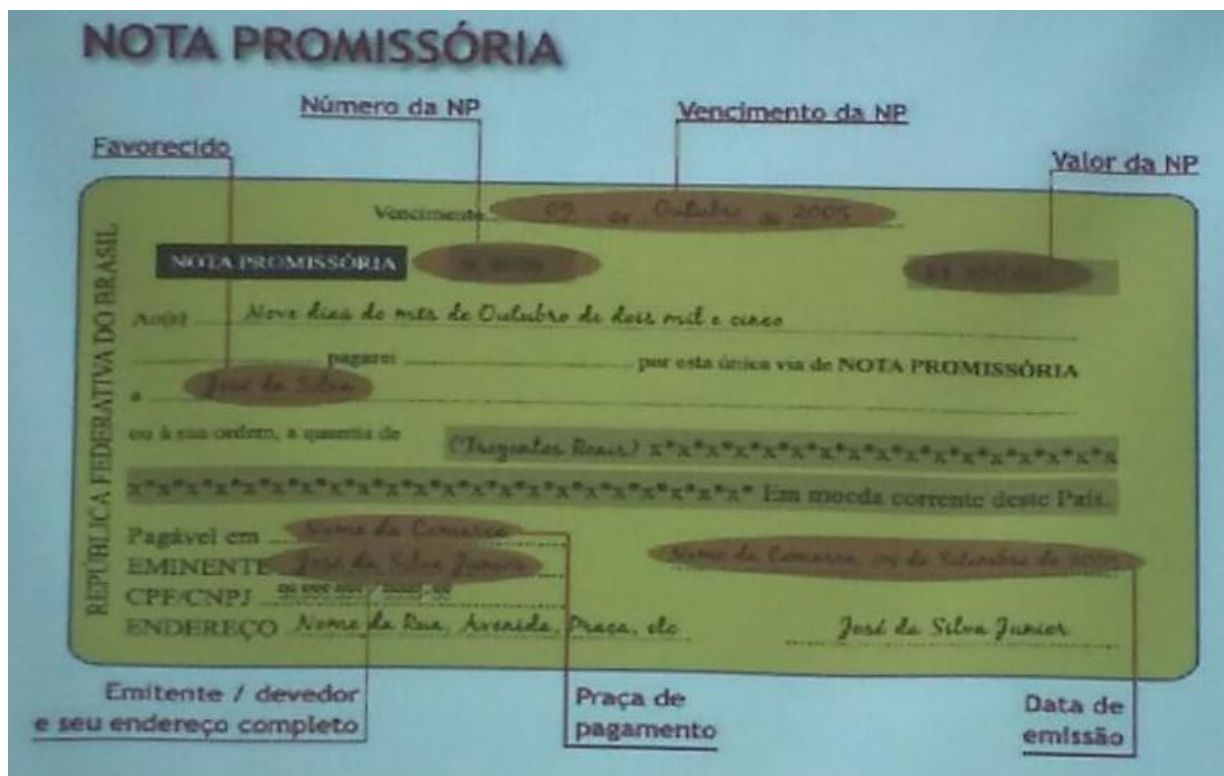 NOTA PROMISSÓRIA
Número da NP
Vencimento da NP
Favorecido
Valor da NP
Vencimento 09 de Outubro de 2005
NOTA PROMISSÓRIA
REPÚBLICA FEDERATIVA DO BRASIL
Ao(s) Nove dias do mês de Outubro de dois mil e cinco
pagarei por esta única via de NOTA PROMISSÓRIA
a José da Silva
ou à sua ordem, a quantia de (Trezentos Reais) x*x*x*x*x*x*x*x*x*x*x*x*x*x*x*x*x
x*x*x*x*x*x*x*x*x*x*x*x*x*x*x*x*x*x*x*x*x*x* Em moeda corrente deste País.
Pagável em Nome da Comarca
EMINENTE José da Silva Junior
Nome da Comarca, 09 de Setembro de 2005
CPF/CNPJ
ENDEREÇO Nome da Rua, Avenida, Praça, etc
José da Silva Junior
Emitente / devedor
e seu endereço completo
Praça de
pagamento
Data de
emissão